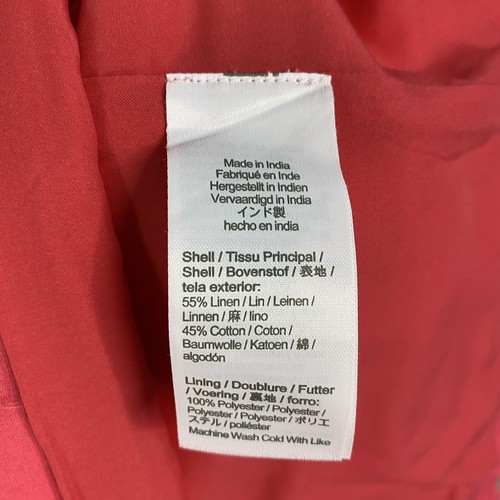 Made in India
Fabriqué en Inde
Hergestellt in Indien
Vervaardigd in India
インド製
hecho en india
Shell / Tissu Principal /
Shell / Bovenstof / 表地 /
tela exterior:
55% Linen / Lin / Leinen /
Linnen / 麻 / lino
45% Cotton / Coton /
Baumwolle / Katoen / 綿 /
algodón
Lining / Doublure / Futter
/ Voering / 裏地 / forro:
100% Polyester / Polyester /
Polyester / Polyester / ポリエ
ステル / poliéster
Machine Wash Cold With Like